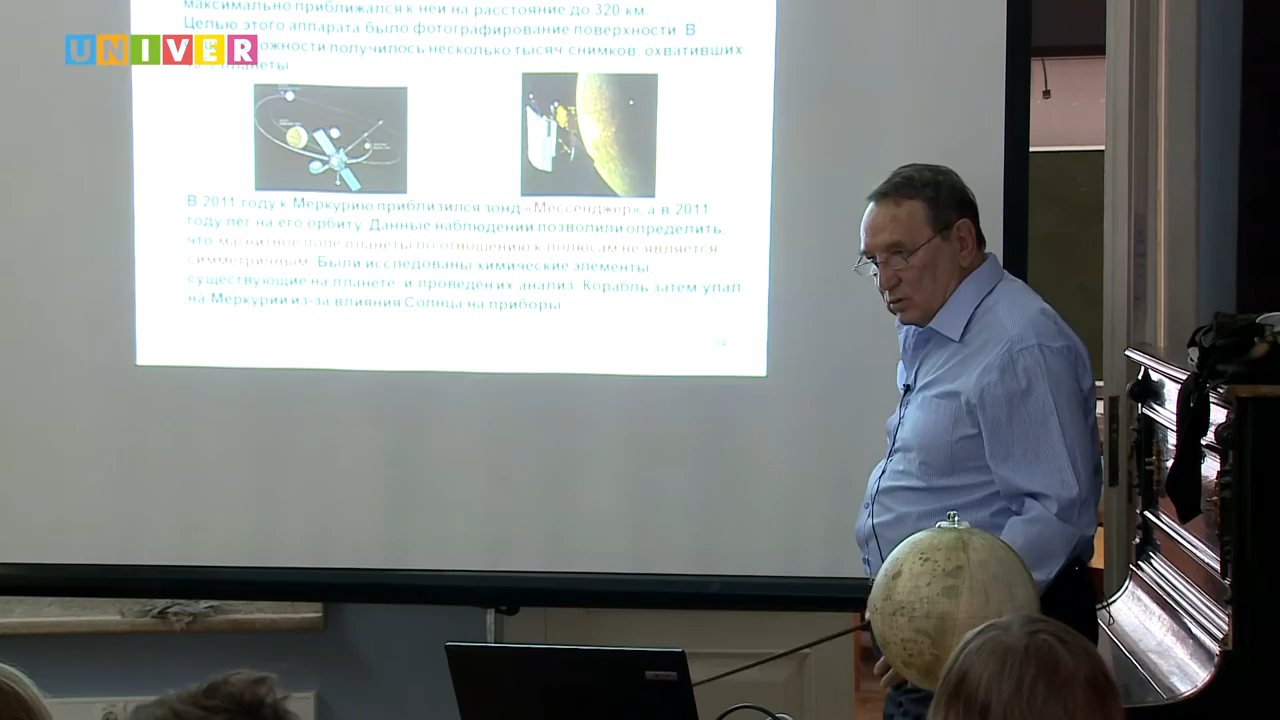 максимально приближался к ней на расстояние до 320 км.
Целью этого аппарата было фотографирование поверхности. В
UNIVER
получилось несколько тысяч снимков, охвативших
планеты
В 2011 году к Меркурию приблизился зонд «Мессенджер», а в 2011
году лег на его орбиту. Данные наблюдений позволили определить,
что магнитное поле планеты по отношению к полюсам не является
симметричным. Были исследованы химические элементы,
существующие на планете, и проведен их анализ. Корабль затем упал
на Меркурий из-за влияния Солнца на приборы